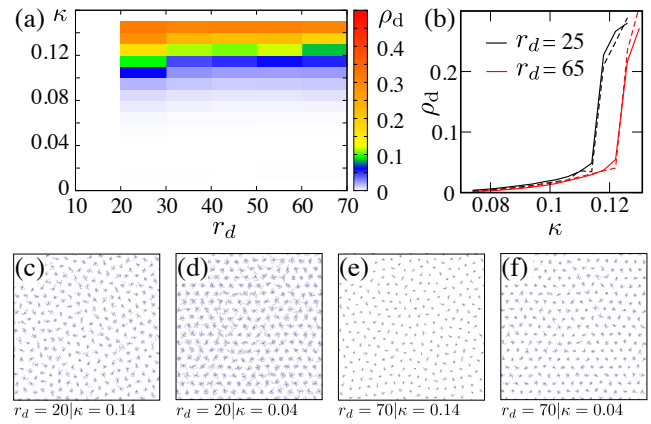 (a)
κ
0.12
0.08
0.04
0
10 20 30 40 50 60 70
r_d
ρ_d
0.4
0.3
0.2
0.1
0
(b)
r_d = 25
r_d = 65
ρ_d
0.2
0.1
0
0.08 0.1 0.12
κ
(c)
r_d = 20|κ = 0.14
(d)
r_d = 20|κ = 0.04
(e)
r_d = 70|κ = 0.14
(f)
r_d = 70|κ = 0.04